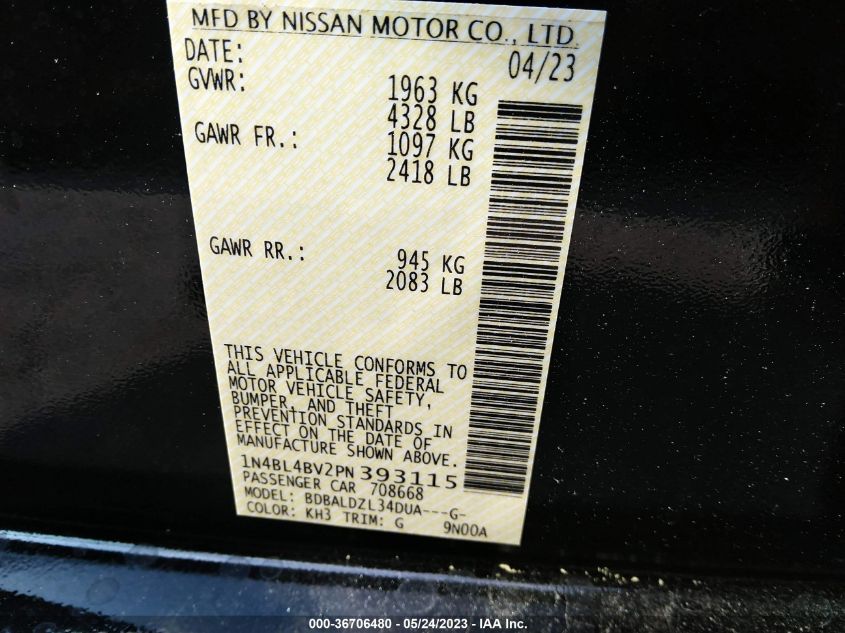 MFD BY NISSAN MOTOR CO., LTD.
DATE: 04/23
GVWR: 1963 KG
4328 LB
GAWR FR.: 1097 KG
2418 LB
GAWR RR.: 945 KG
2083 LB
THIS VEHICLE CONFORMS TO
ALL APPLICABLE FEDERAL
MOTOR VEHICLE SAFETY,
BUMPER, AND THEFT
PREVENTION STANDARDS IN
EFFECT ON THE DATE OF
MANUFACTURE SHOWN ABOVE.
1N4BL4BV2PN393115
PASSENGER CAR 708668
MODEL: BDBALDZL34DUA---G-
COLOR: KH3 TRIM: G 9N00A
000-36706480 - 05/24/2023 - IAA Inc.